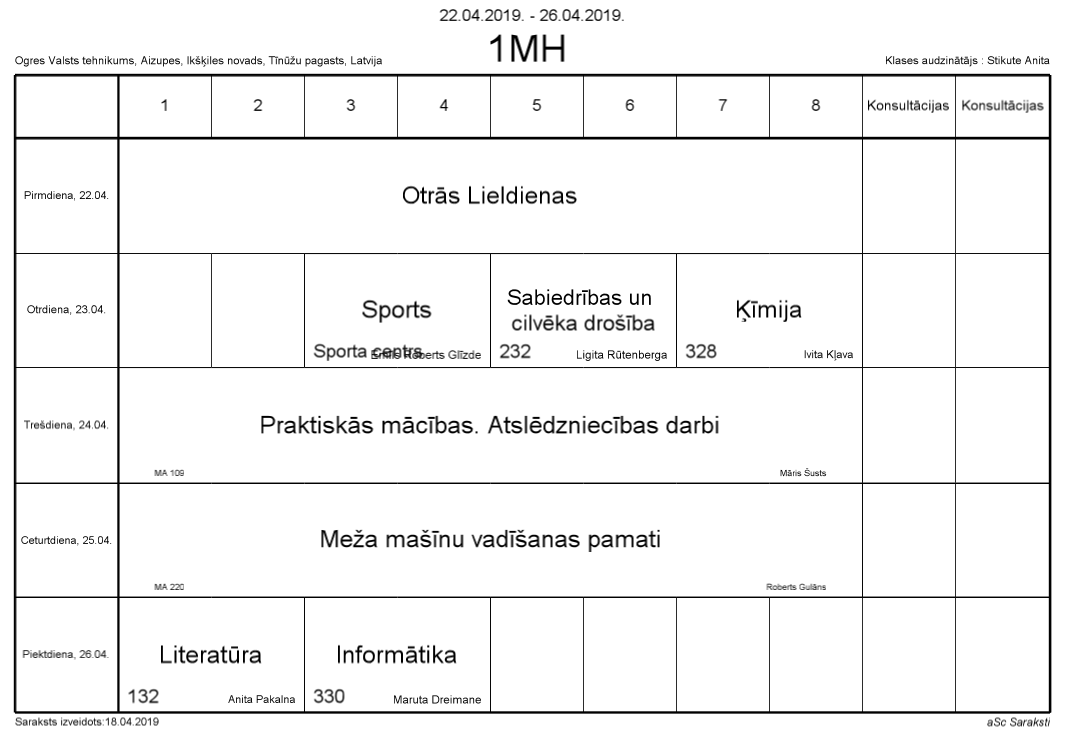 22.04.2019. - 26.04.2019.
1MH
Ogres Valsts tehnikums, Aizupes, Ikšķiles novads, Tīnūžu pagasts, Latvija
Klases audzinātājs : Stikute Anita
1 2 3 4 5 6 7 8 Konsultācijas Konsultācijas
Pirmdiena, 22.04.
Otrās Lieldienas
Otrdiena, 23.04.
Sports
Sporta centrs
Emīls Roberts Glīzde
Sabiedrības un
cilvēka drošība
232
Ligita Rūtenberga
Ķīmija
328
Ivita Kļava
Trešdiena, 24.04.
Praktiskās mācības. Atslēdzniecības darbi
MA 109
Māris Šusts
Ceturtdiena, 25.04.
Meža mašīnu vadīšanas pamati
MA 220
Roberts Gulāns
Piektdiena, 26.04.
Literatūra
132
Anita Pakalna
Informātika
330
Maruta Dreimane
Saraksts izveidots:18.04.2019
aSc Saraksti